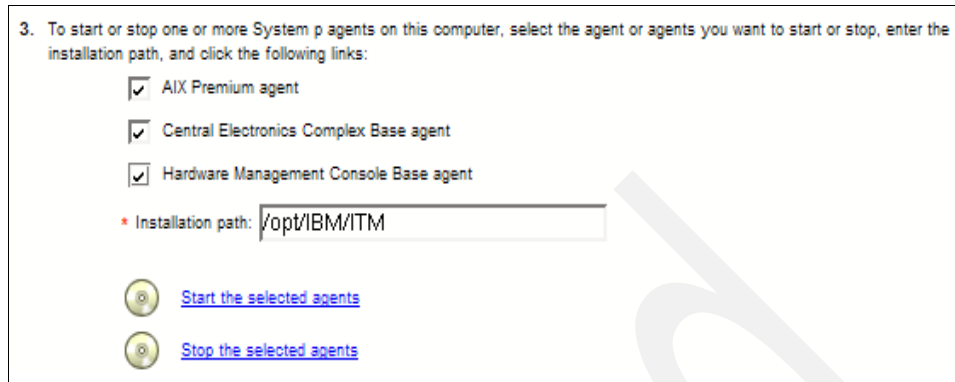 3. To start or stop one or more System p agents on this computer, select the agent or agents you want to start or stop, enter the
installation path, and click the following links:
AIX Premium agent
Central Electronics Complex Base agent
Hardware Management Console Base agent
* Installation path: /opt/IBM/ITM
Start the selected agents
Stop the selected agents